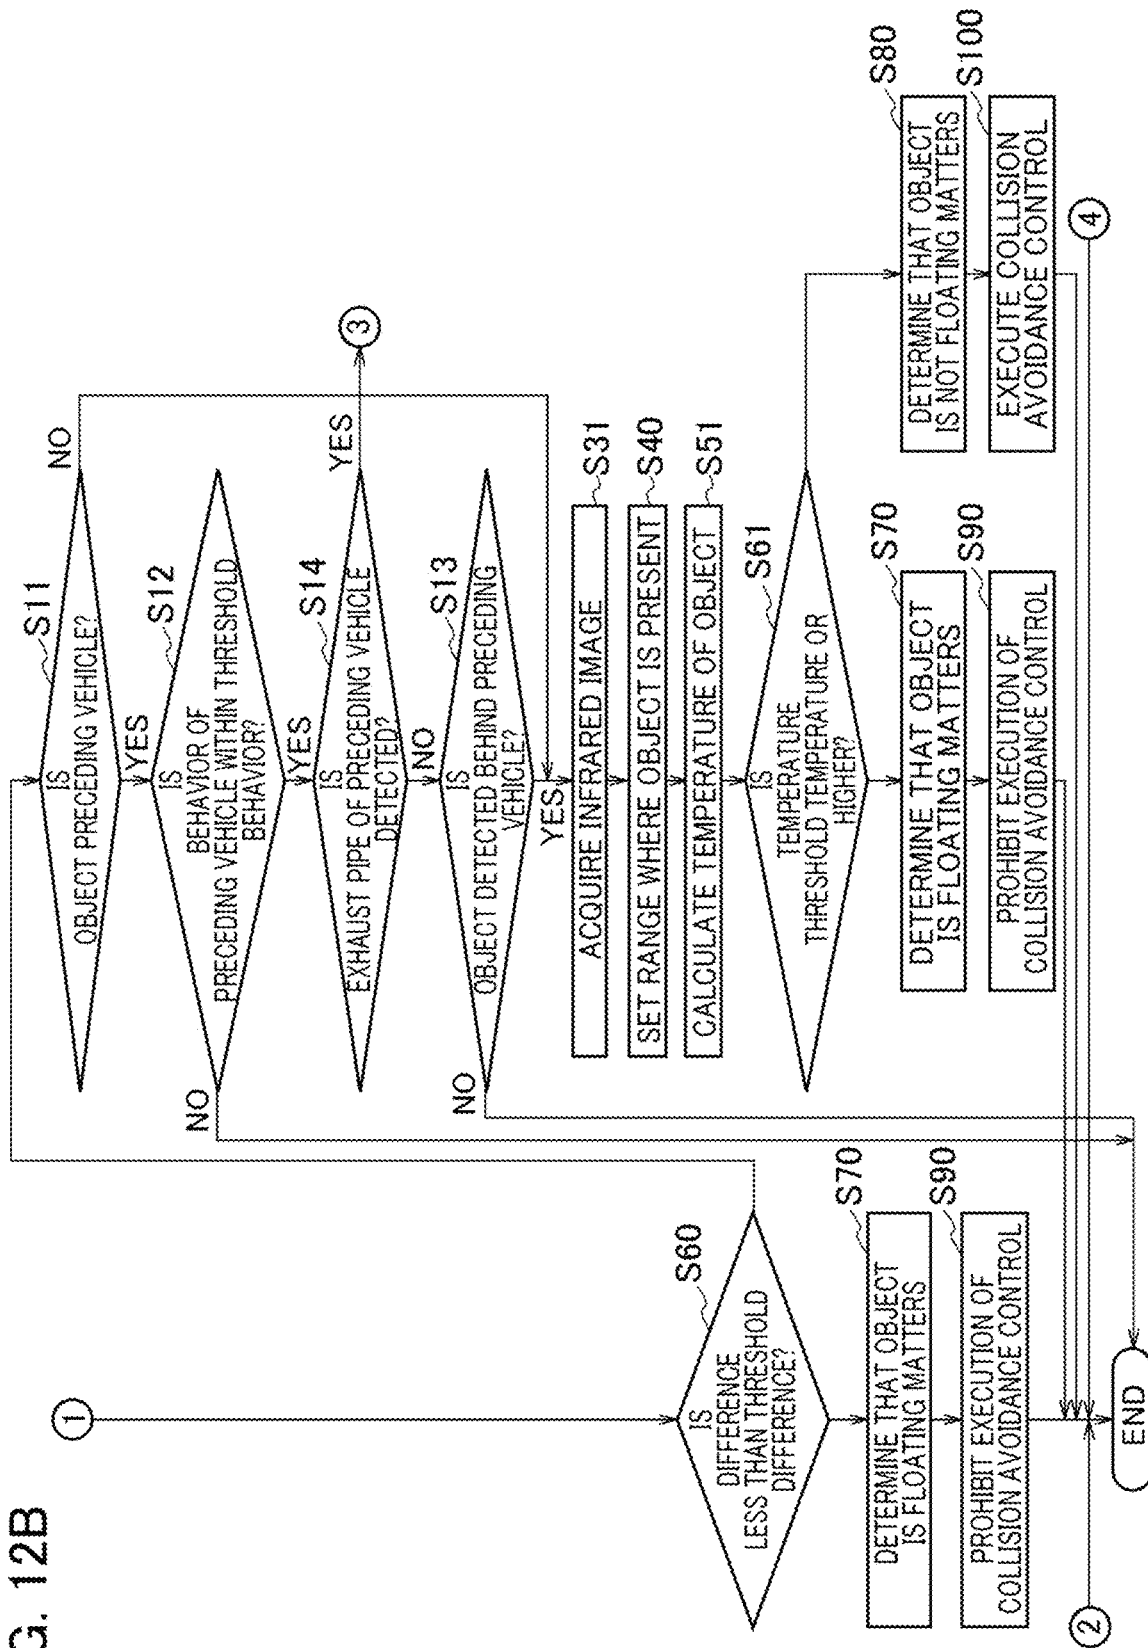 G. 12B
1
IS
DIFFERENCE
LESS THAN THRESHOLD
DIFFERENCE?
S60
DETERMINE THAT OBJECT
IS FLOATING MATTERS
S70
PROHIBIT EXECUTION OF
COLLISION AVOIDANCE CONTROL
S90
2
END
IS
OBJECT PRECEDING VEHICLE?
S11
NO
YES
IS
BEHAVIOR OF
PRECEDING VEHICLE WITHIN THRESHOLD
BEHAVIOR?
S12
NO
YES
IS
EXHAUST PIPE OF PRECEDING VEHICLE
DETECTED?
S14
YES
3
NO
IS
OBJECT DETECTED BEHIND PRECEDING
VEHICLE?
S13
NO
YES
ACQUIRE INFRARED IMAGE
S31
SET RANGE WHERE OBJECT IS PRESENT
S40
CALCULATE TEMPERATURE OF OBJECT
S51
IS
TEMPERATURE
THRESHOLD TEMPERATURE OR
HIGHER?
S61
DETERMINE THAT OBJECT
IS FLOATING MATTERS
S70
PROHIBIT EXECUTION OF
COLLISION AVOIDANCE CONTROL
S90
DETERMINE THAT OBJECT
IS NOT FLOATING MATTERS
S80
EXECUTE COLLISION
AVOIDANCE CONTROL
S100
4